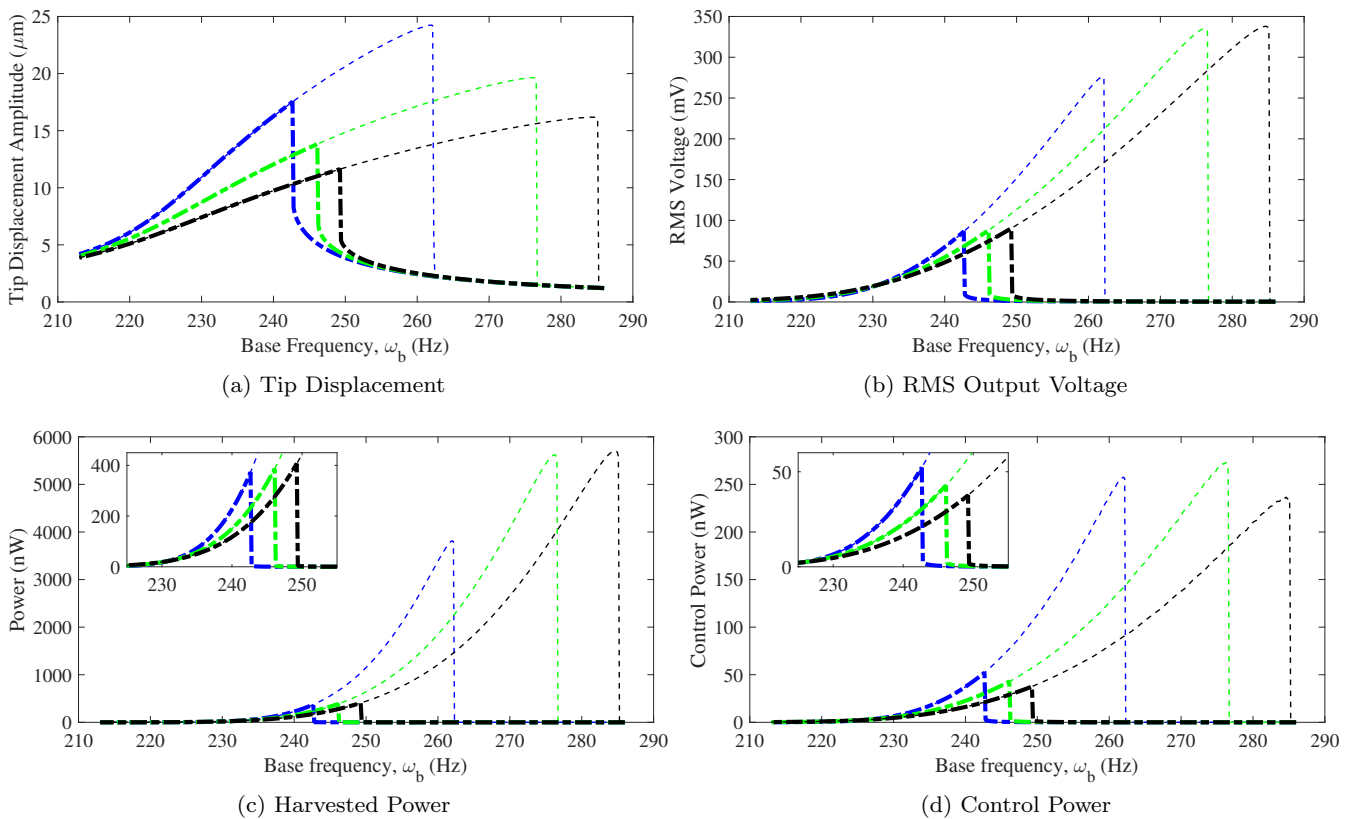 Tip Displacement Amplitude (μm)
25
20
15
10
5
0
210 220 230 240 250 260 270 280 290
Base Frequency, ω_b (Hz)
(a) Tip Displacement
RMS Voltage (mV)
350
300
250
200
150
100
50
0
210 220 230 240 250 260 270 280 290
Base Frequency, ω_b (Hz)
(b) RMS Output Voltage
Power (nW)
6000
5000
4000
3000
2000
1000
0
400
200
0
230 240 250
210 220 230 240 250 260 270 280 290
Base frequency, ω_b (Hz)
(c) Harvested Power
Control Power (nW)
300
250
200
150
100
50
0
50
0
230 240 250
210 220 230 240 250 260 270 280 290
Base frequency, ω_b (Hz)
(d) Control Power